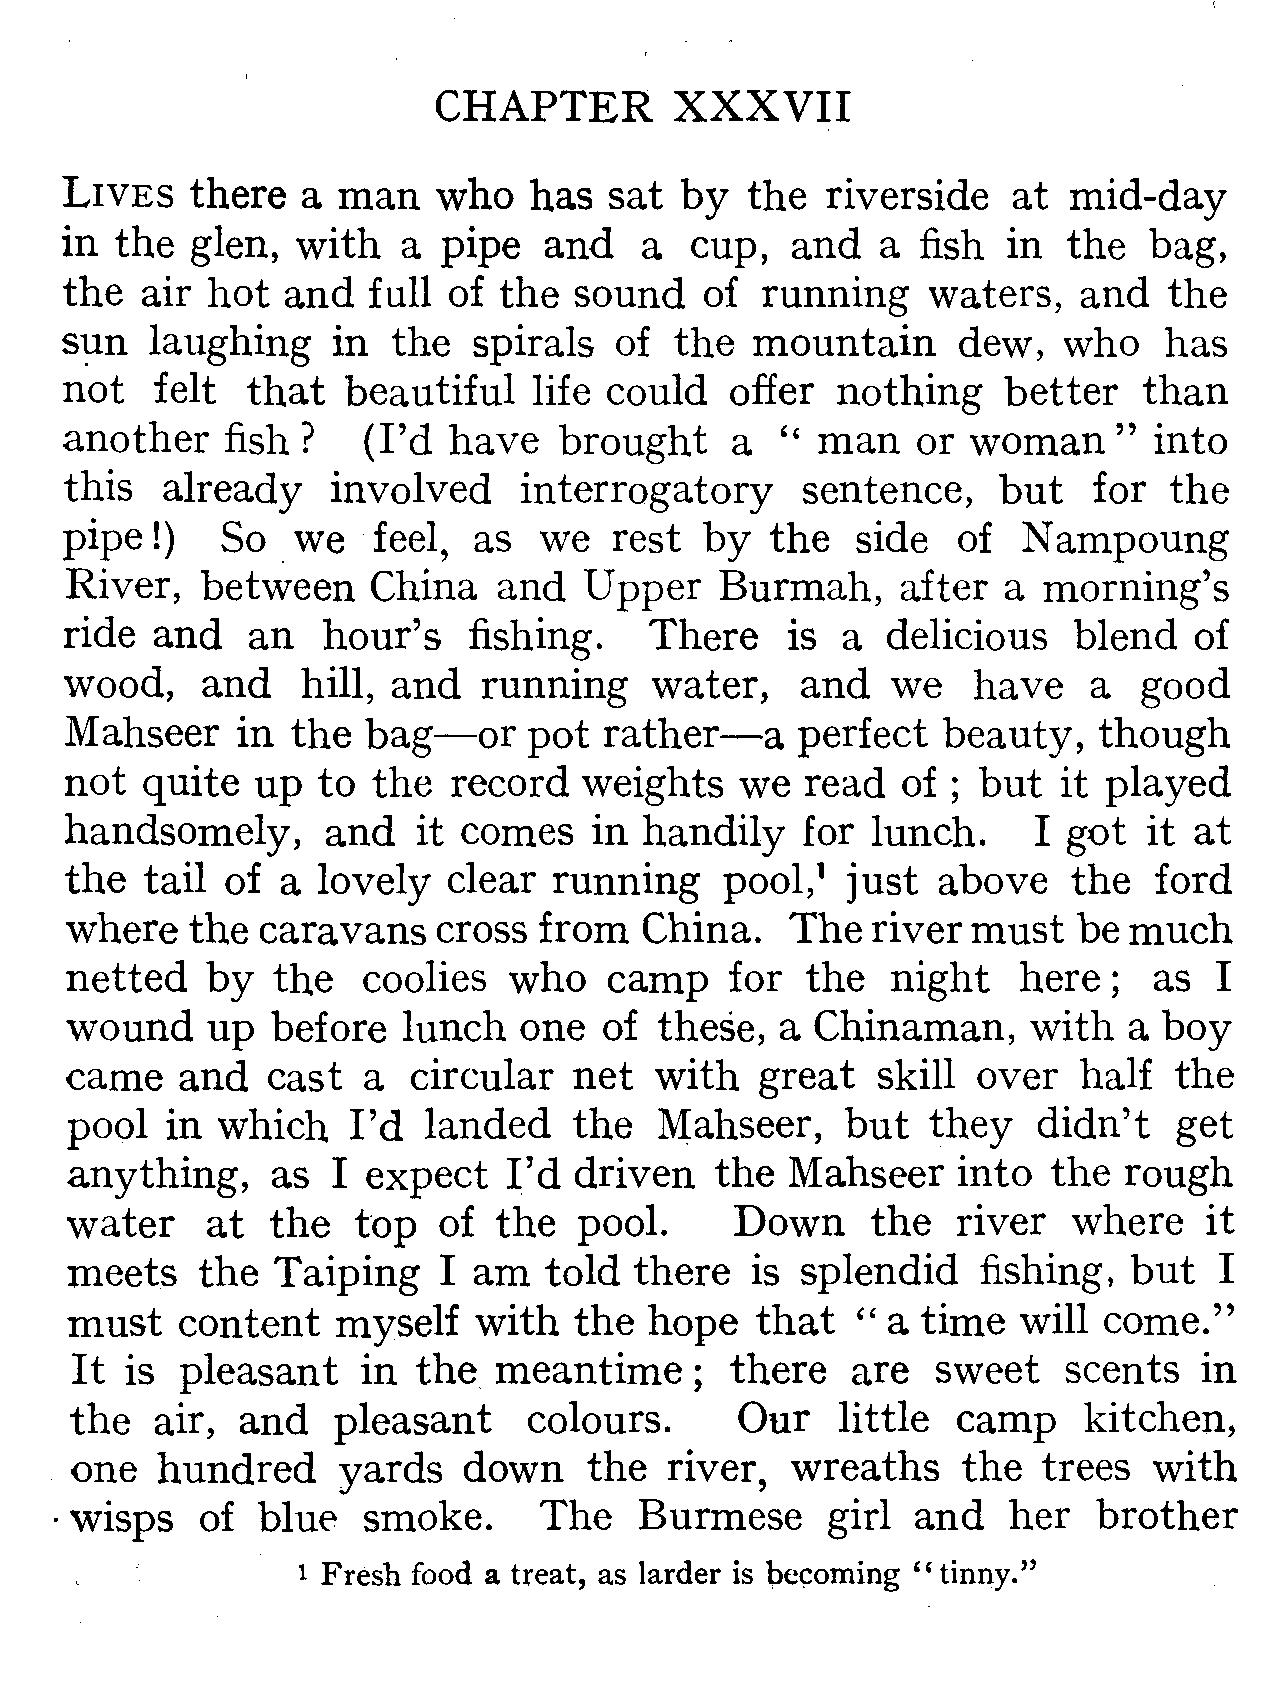 CHAPTER XXXVII
LIVES there a man who has sat by the riverside at mid-day
in the glen, with a pipe and a cup, and a fish in the bag,
the air hot and full of the sound of running waters, and the
sun laughing in the spirals of the mountain dew, who has
not felt that beautiful life could offer nothing better than
another fish ? (I'd have brought a " man or woman " into
this already involved interrogatory sentence, but for the
pipe !) So we feel, as we rest by the side of Nampoung
River, between China and Upper Burmah, after a morning's
ride and an hour's fishing. There is a delicious blend of
wood, and hill, and running water, and we have a good
Mahseer in the bag—or pot rather—a perfect beauty, though
not quite up to the record weights we read of ; but it played
handsomely, and it comes in handily for lunch. I got it at
the tail of a lovely clear running pool,¹ just above the ford
where the caravans cross from China. The river must be much
netted by the coolies who camp for the night here ; as I
wound up before lunch one of these, a Chinaman, with a boy
came and cast a circular net with great skill over half the
pool in which I'd landed the Mahseer, but they didn't get
anything, as I expect I'd driven the Mahseer into the rough
water at the top of the pool. Down the river where it
meets the Taiping I am told there is splendid fishing, but I
must content myself with the hope that " a time will come."
It is pleasant in the meantime ; there are sweet scents in
the air, and pleasant colours. Our little camp kitchen,
one hundred yards down the river, wreaths the trees with
wisps of blue smoke. The Burmese girl and her brother
¹ Fresh food a treat, as larder is becoming "tinny."